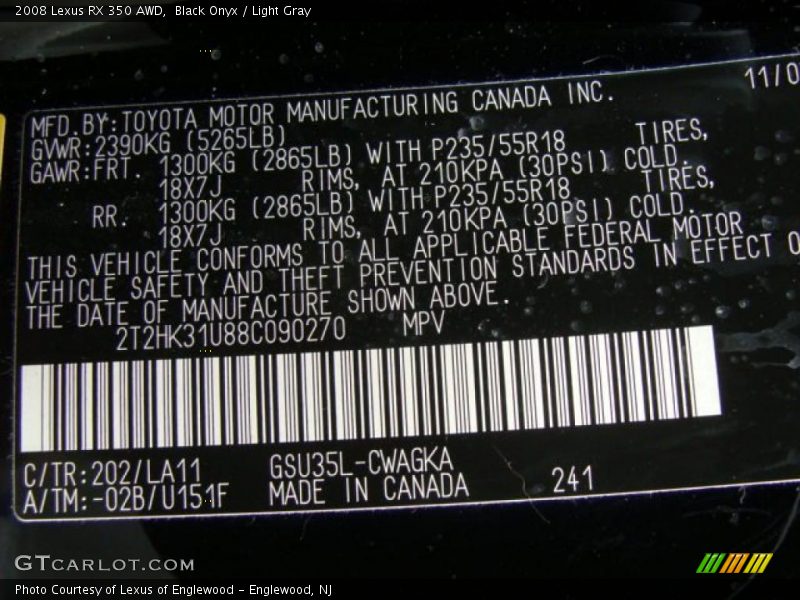 2008 Lexus RX 350 AWD, Black Onyx / Light Gray
11/0
MFD.BY:TOYOTA MOTOR MANUFACTURING CANADA INC.
GVWR:2390KG (5265LB)
GAWR:FRT. 1300KG (2865LB) WITH P235/55R18 TIRES,
18X7J RIMS, AT 210KPA (30PSI) COLD.
RR. 1300KG (2865LB) WITH P235/55R18 TIRES,
18X7J RIMS, AT 210KPA (30PSI) COLD.
THIS VEHICLE CONFORMS TO ALL APPLICABLE FEDERAL MOTOR
VEHICLE SAFETY AND THEFT PREVENTION STANDARDS IN EFFECT O
THE DATE OF MANUFACTURE SHOWN ABOVE.
2T2HK31U88C090270 MPV
C/TR:202/LA11 GSU35L-CWAGKA
A/TM:-02B/U151F MADE IN CANADA 241
GTCARLOT.COM
Photo Courtesy of Lexus of Englewood - Englewood, NJ